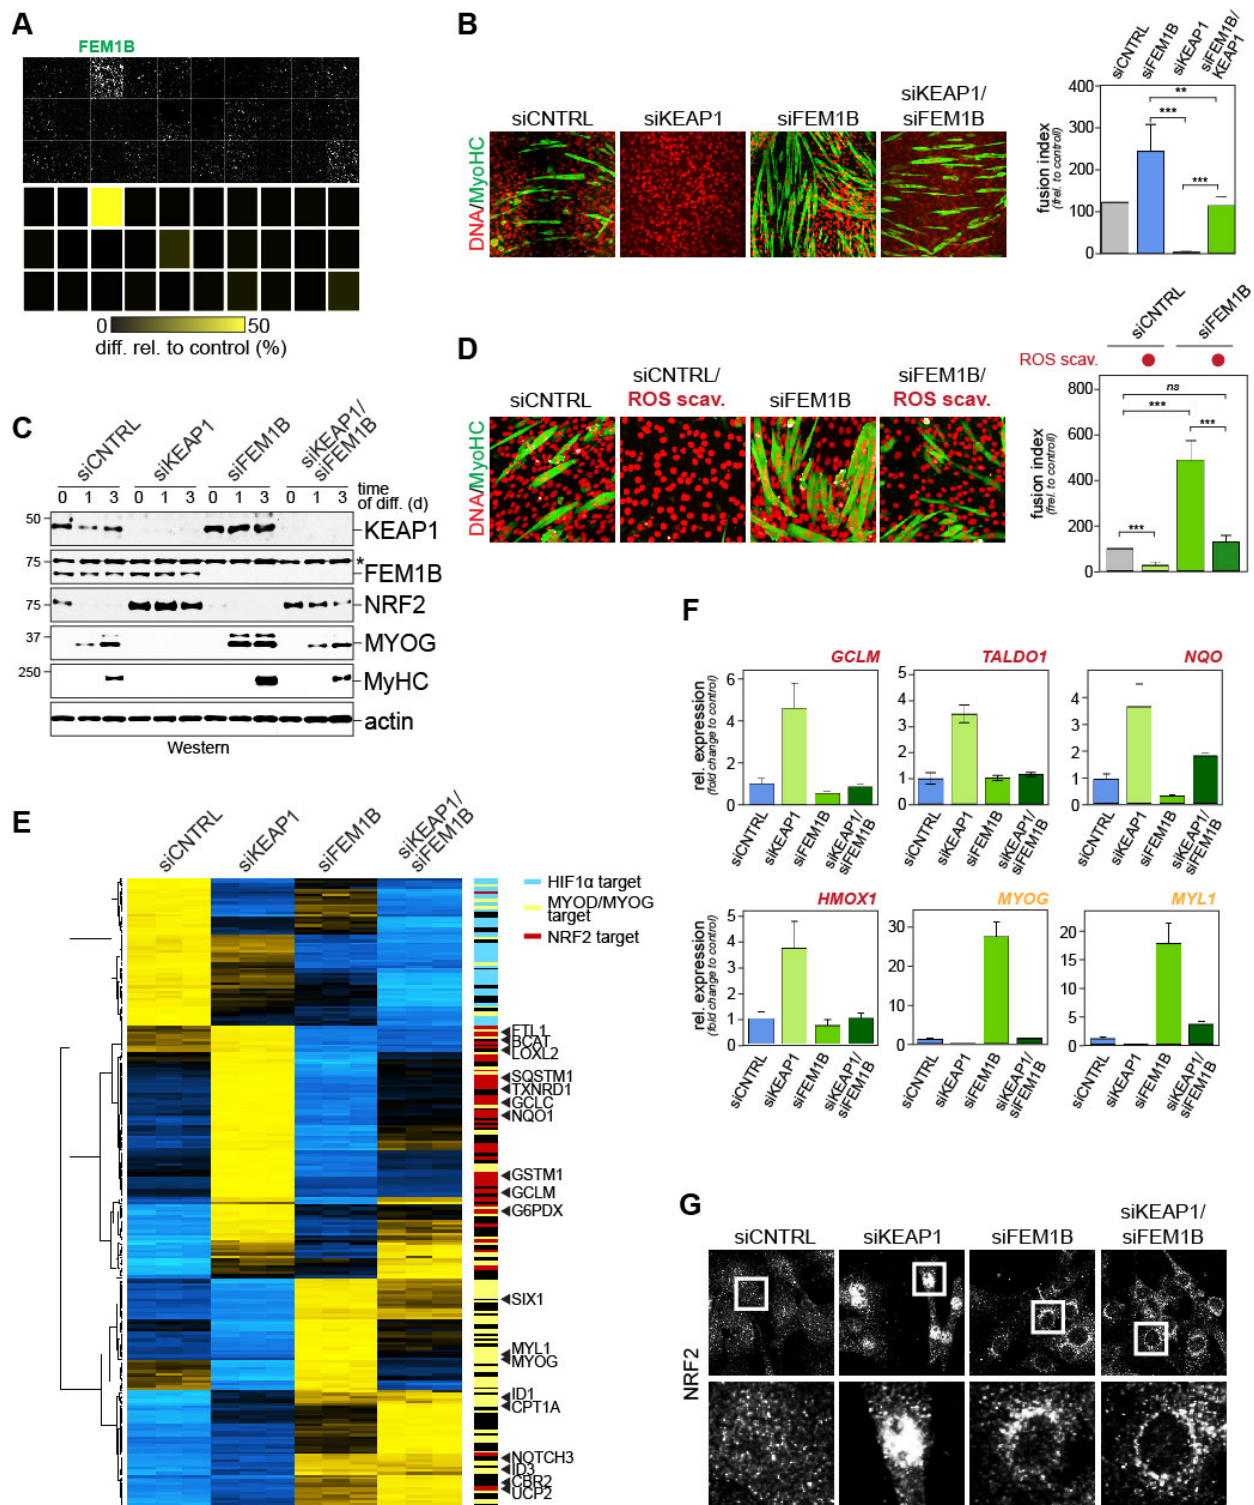 A
FEM1B
0
50
diff. rel. to control (%)
B
siCNTRL
siKEAP1
siFEM1B
siKEAP1/
siFEM1B
DNA/MyoHC
siCNTRL
siFEM1B
siKEAP1
siFEM1B/
KEAP1
fusion index
(frel. to controll)
400
300
200
100
0
**
***
***
C
siCNTRL
siKEAP1
siFEM1B
siKEAP1/
siFEM1B
0 1 3 0 1 3 0 1 3 0 1 3
time
of diff. (d)
50
KEAP1
75
*
FEM1B
75
NRF2
37
MYOG
250
MyHC
actin
Western
D
siCNTRL
siCNTRL/
ROS scav.
siFEM1B
siFEM1B/
ROS scav.
DNA/MyoHC
siCNTRL
siFEM1B
ROS scav.
fusion index
(frel. to controll)
800
600
400
200
0
ns
***
***
***
E
siCNTRL
siKEAP1
siFEM1B
siKEAP1/
siFEM1B
HIF1α target
MYOD/MYOG
target
NRF2 target
FTL1
BCAT
LOXL2
SQSTM1
TXNRD1
GCLC
NQO1
GSTM1
GCLM
G6PDX
SIX1
MYL1
MYOG
ID1
CPT1A
NOTCH3
ID3
CBR2
UCP2
F
GCLM
rel. expression
(fold change to control)
6
4
2
0
siCNTRL
siKEAP1
siFEM1B
siKEAP1/
siFEM1B
TALDO1
5
4
3
2
1
0
siCNTRL
siKEAP1
siFEM1B
siKEAP1/
siFEM1B
NQO
4
3
2
1
0
siCNTRL
siKEAP1
siFEM1B
siKEAP1/
siFEM1B
HMOX1
rel. expression
(fold change to control)
5
4
3
2
1
0
siCNTRL
siKEAP1
siFEM1B
siKEAP1/
siFEM1B
MYOG
30
20
10
0
siCNTRL
siKEAP1
siFEM1B
siKEAP1/
siFEM1B
MYL1
20
15
10
5
0
siCNTRL
siKEAP1
siFEM1B
siKEAP1/
siFEM1B
G
siCNTRL
siKEAP1
siFEM1B
siKEAP1/
siFEM1B
NRF2